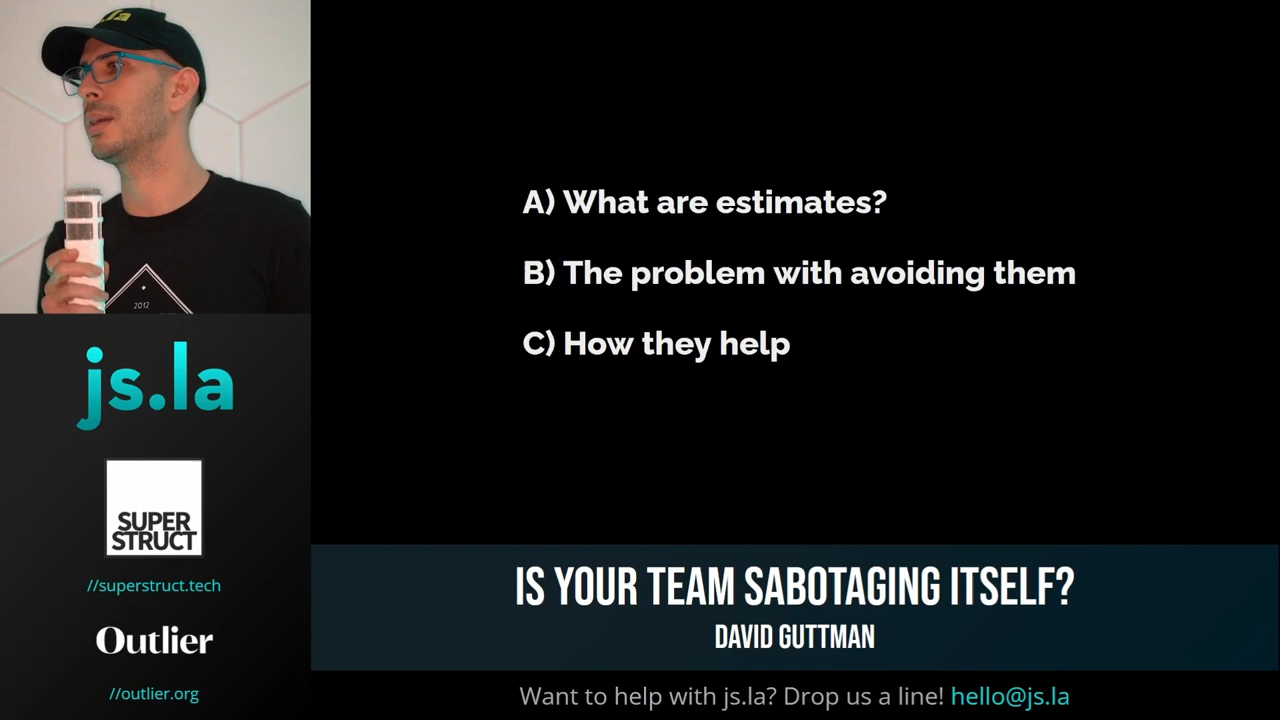 .la
2012
js.la
SUPER
STRUCT
//superstruct.tech
Outlier
//outlier.org
A) What are estimates?
B) The problem with avoiding them
C) How they help
IS YOUR TEAM SABOTAGING ITSELF?
DAVID GUTTMAN
Want to help with js.la? Drop us a line! hello@js.la